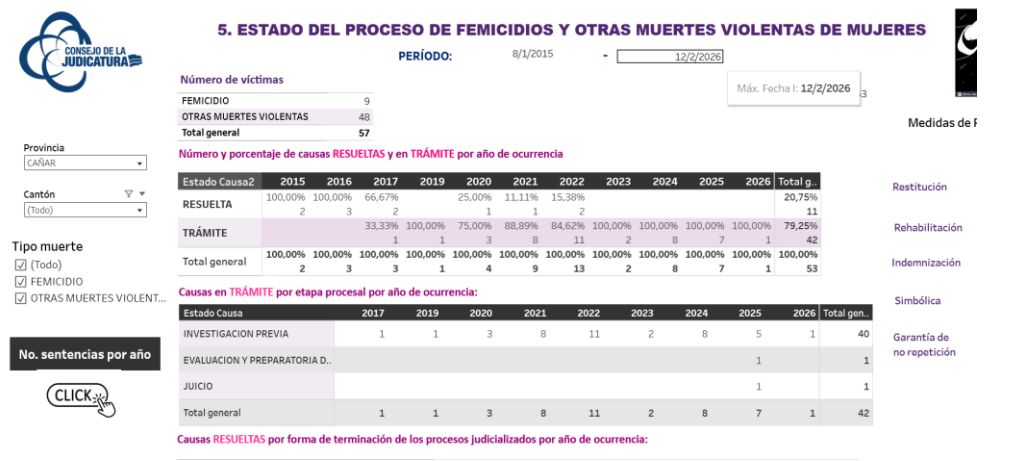 CONSEJO DE LA
JUDICATURA
5. ESTADO DEL PROCESO DE FEMICIDIOS Y OTRAS MUERTES VIOLENTAS DE MUJERES
PERÍODO: 8/1/2015 - 12/2/2026
Máx. Fecha I: 12/2/2026
Número de víctimas
FEMICIDIO 9
OTRAS MUERTES VIOLENTAS 48
Total general 57
Medidas de
Provincia
CAÑAR
Cantón
(Todo)
Tipo muerte
(Todo)
FEMICIDIO
OTRAS MUERTES VIOLENT...
No. sentencias por año
CLICK
Número y porcentaje de causas RESUELTAS y en TRÁMITE por año de ocurrencia
Estado Causa2 2015 2016 2017 2019 2020 2021 2022 2023 2024 2025 2026 Total g..
RESUELTA 100,00% 100,00% 66,67% 25,00% 11,11% 15,38% 20,75%
2 3 2 1 1 2 11
TRÁMITE 33,33% 100,00% 75,00% 88,89% 84,62% 100,00% 100,00% 100,00% 100,00% 79,25%
1 1 3 8 11 2 8 7 1 42
Total general 100,00% 100,00% 100,00% 100,00% 100,00% 100,00% 100,00% 100,00% 100,00% 100,00% 100,00% 100,00%
2 3 3 1 4 9 13 2 8 7 1 53
Causas en TRÁMITE por etapa procesal por año de ocurrencia:
Estado Causa 2017 2019 2020 2021 2022 2023 2024 2025 2026 Total gen..
INVESTIGACION PREVIA 1 1 3 8 11 2 8 5 1 40
EVALUACION Y PREPARATORIA D.. 1 1
JUICIO 1 1
Total general 1 1 3 8 11 2 8 7 1 42
Causas RESUELTAS por forma de terminación de los procesos judicializados por año de ocurrencia:
Restitución
Rehabilitación
Indemnización
Simbólica
Garantía de
no repetición